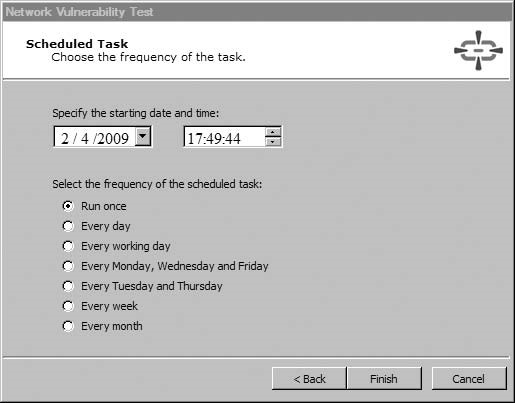 Network Vulnerability Test
Scheduled Task
Choose the frequency of the task.
Specify the starting date and time:
2 / 4 /2009 17:49:44
Select the frequency of the scheduled task:
Run once
Every day
Every working day
Every Monday, Wednesday and Friday
Every Tuesday and Thursday
Every week
Every month
< Back Finish Cancel